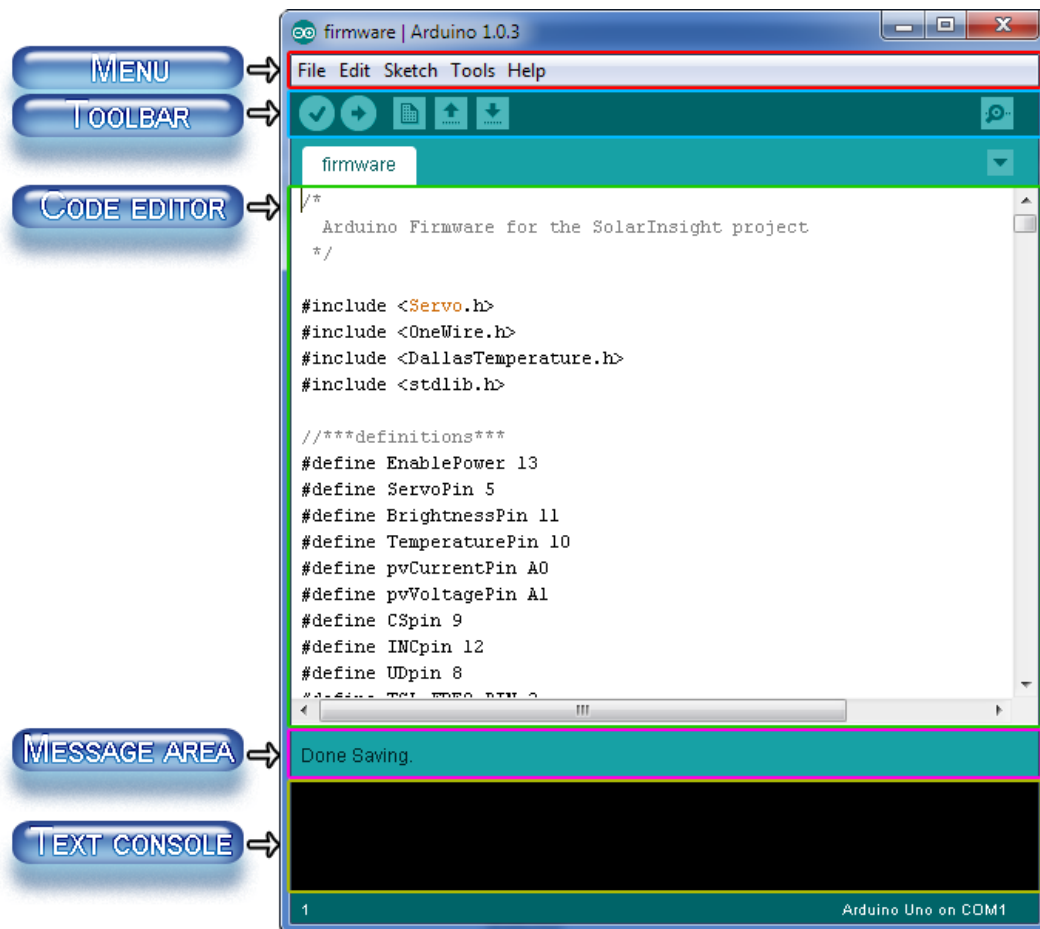 firmware | Arduino 1.0.3
MENU
File Edit Sketch Tools Help
TOOLBAR
firmware
CODE EDITOR
/*
Arduino Firmware for the SolarInsight project
*/
#include <Servo.h>
#include <OneWire.h>
#include <DallasTemperature.h>
#include <stdlib.h>
//***definitions***
#define EnablePower 13
#define ServoPin 5
#define BrightnessPin 11
#define TemperaturePin 10
#define pvCurrentPin A0
#define pvVoltagePin A1
#define CSpin 9
#define INCpin 12
#define UDpin 8
MESSAGE AREA
Done Saving.
TEXT CONSOLE
1
Arduino Uno on COM1